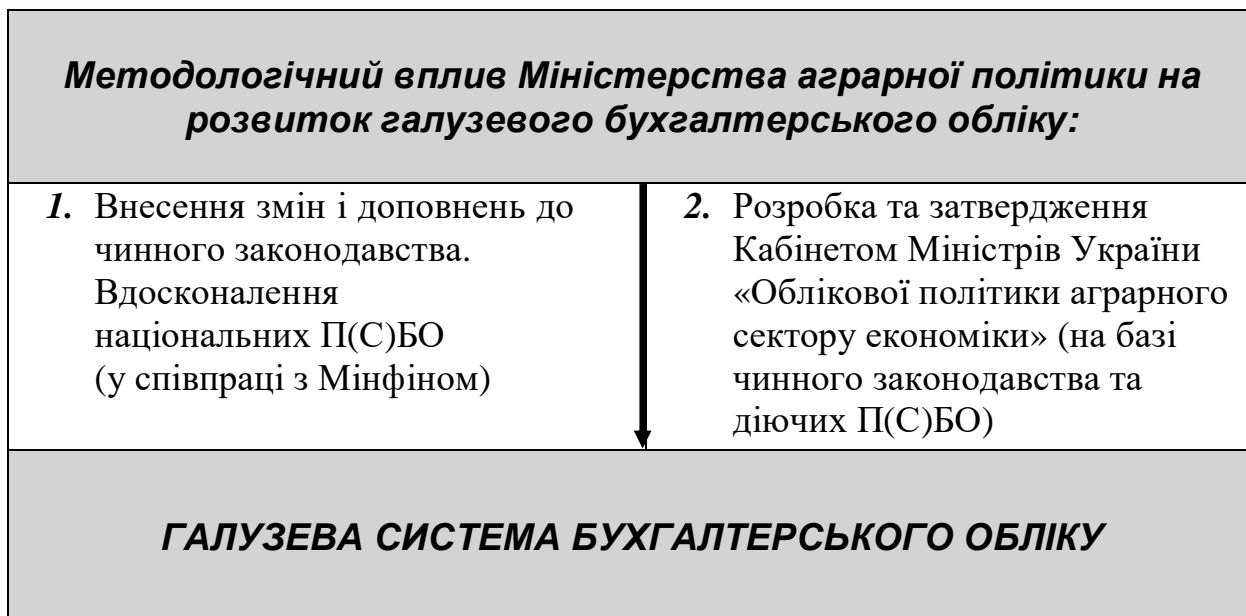 Методологічний вплив Міністерства аграрної політики на
розвиток галузевого бухгалтерського обліку:
1. Внесення змін і доповнень до
чинного законодавства.
Вдосконалення
національних П(С)БО
(у співпраці з Мінфіном)
2. Розробка та затвердження
Кабінетом Міністрів України
«Облікової політики аграрного
сектору економіки» (на базі
чинного законодавства та
діючих П(С)БО)
ГАЛУЗЕВА СИСТЕМА БУХГАЛТЕРСЬКОГО ОБЛІКУ